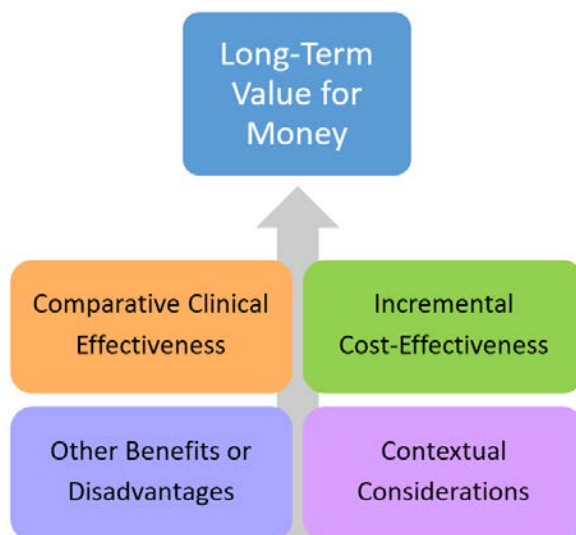 Long-Term
Value for
Money
Comparative Clinical
Effectiveness
Incremental
Cost-Effectiveness
Other Benefits or
Disadvantages
Contextual
Considerations